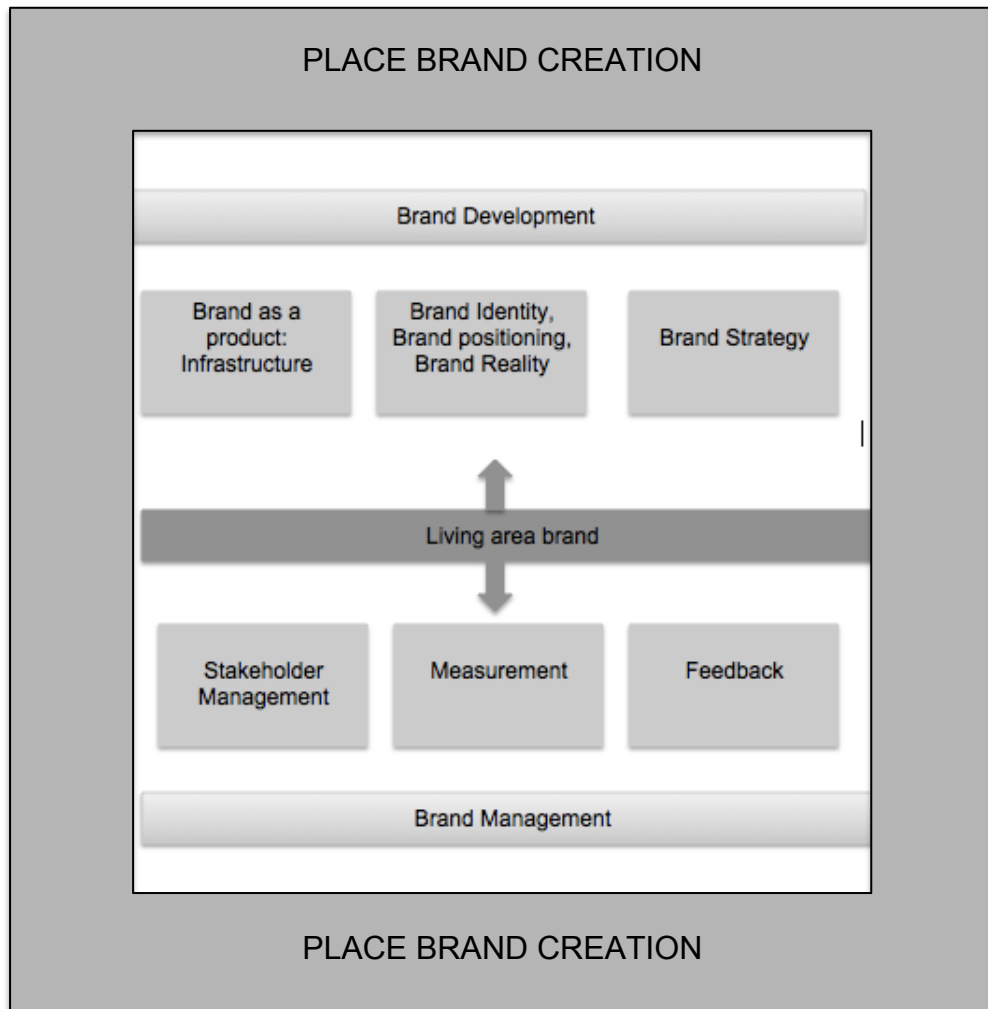 PLACE BRAND CREATION
Brand Development
Brand as a
product:
Infrastructure
Brand Identity,
Brand positioning,
Brand Reality
Brand Strategy
Living area brand
Stakeholder
Management
Measurement
Feedback
Brand Management
PLACE BRAND CREATION